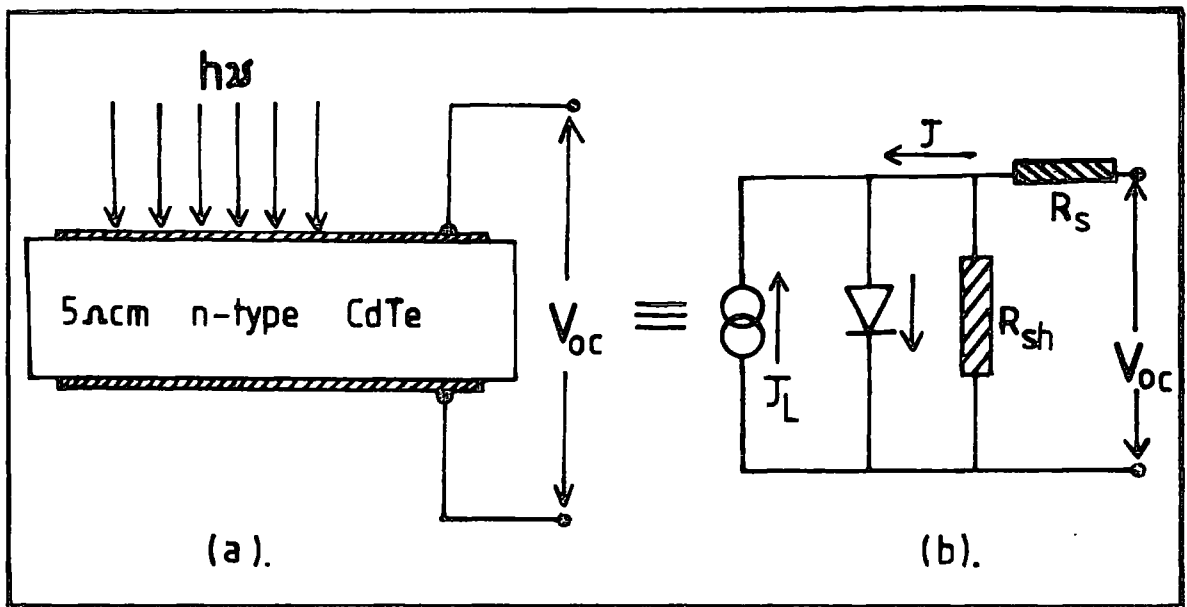 hν
5Ωcm n-type CdTe
Voc
(a).
≡
J
JL
Rs
Rsh
Voc
(b).